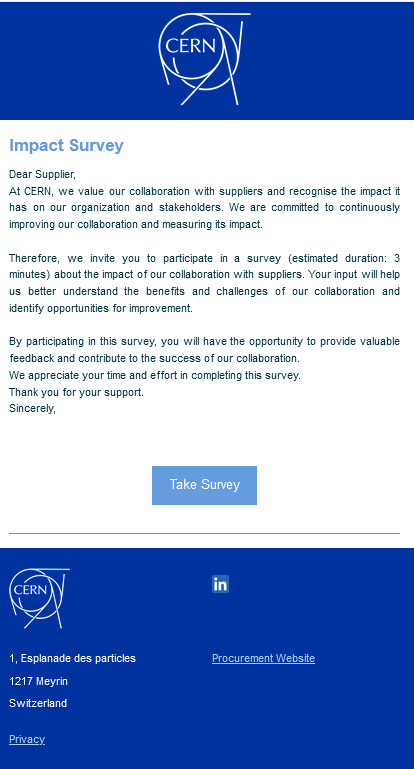 CERN
Impact Survey
Dear Supplier,
At CERN, we value our collaboration with suppliers and recognise the impact it
has on our organization and stakeholders. We are committed to continuously
improving our collaboration and measuring its impact.
Therefore, we invite you to participate in a survey (estimated duration: 3
minutes) about the impact of our collaboration with suppliers. Your input will help
us better understand the benefits and challenges of our collaboration and
identify opportunities for improvement.
By participating in this survey, you will have the opportunity to provide valuable
feedback and contribute to the success of our collaboration.
We appreciate your time and effort in completing this survey.
Thank you for your support.
Sincerely,
Take Survey
CERN
in
1, Esplanade des particles
Procurement Website
1217 Meyrin
Switzerland
Privacy